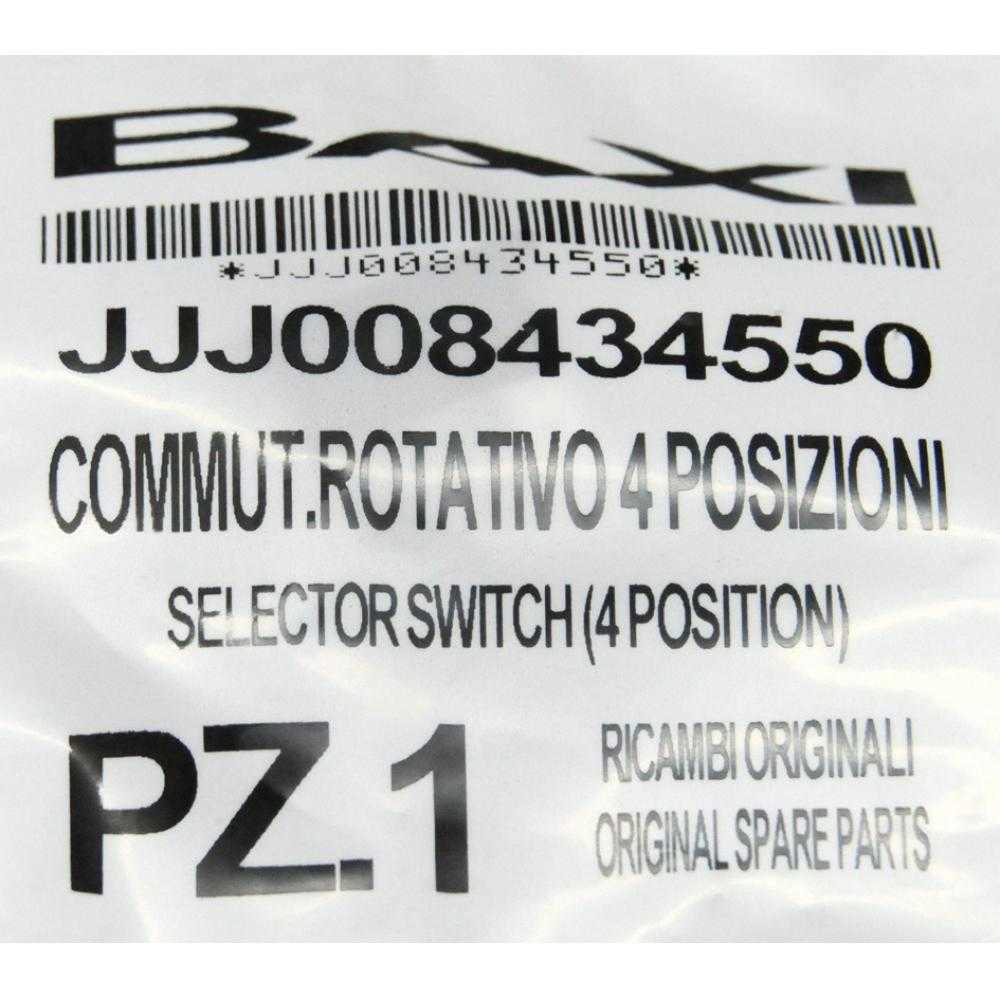 BAXI
*JJJ008434550*
JJJ008434550
COMMUT.ROTATIVO 4 POSIZIONI
SELECTOR SWITCH (4 POSITION)
PZ.1
RICAMBI ORIGINALI
ORIGINAL SPARE PARTS